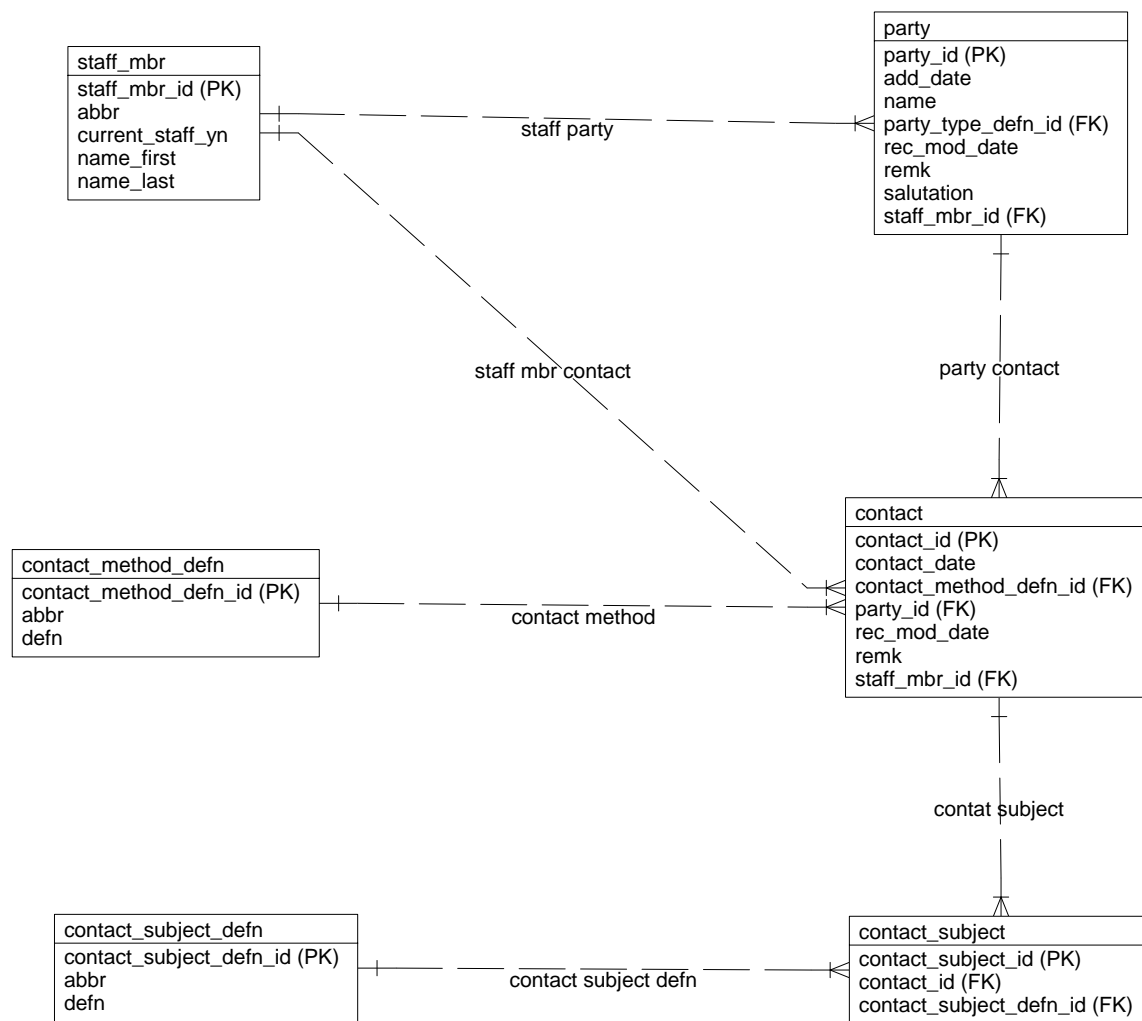 party
party_id (PK)
add_date
name
party_type_defn_id (FK)
rec_mod_date
remk
salutation
staff_mbr_id (FK)
staff_mbr
staff_mbr_id (PK)
abbr
current_staff_yn
name_first
name_last
staff party
staff mbr contact
party contact
contact
contact_id (PK)
contact_date
contact_method_defn_id (FK)
party_id (FK)
rec_mod_date
remk
staff_mbr_id (FK)
contact_method_defn
contact_method_defn_id (PK)
abbr
defn
contact method
contat subject
contact_subject_defn
contact_subject_defn_id (PK)
abbr
defn
contact subject defn
contact_subject
contact_subject_id (PK)
contact_id (FK)
contact_subject_defn_id (FK)